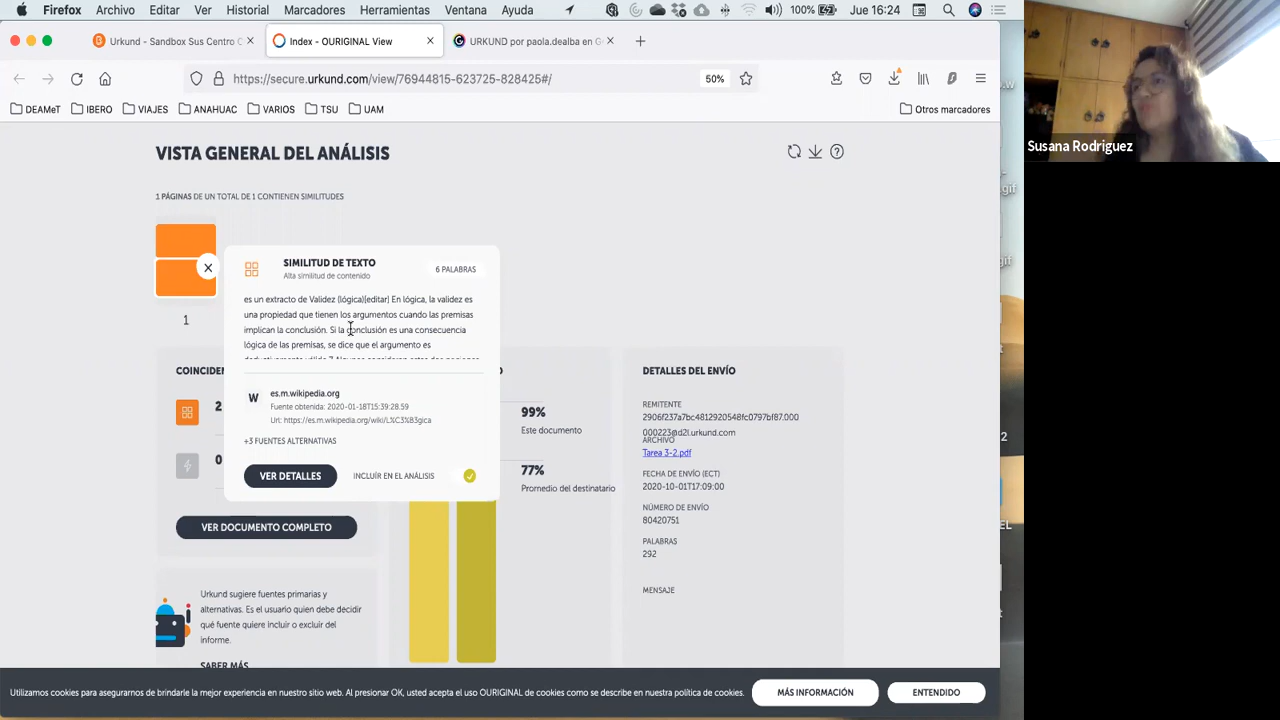 Firefox Archivo Editar Ver Historial Marcadores Herramientas Ventana Ayuda 100% Jue 16:24
Urkund - Sandbox Sus Centro C
Index - OURIGINAL View
URKUND por paola.dealba en G
https://secure.urkund.com/view/76944815-623725-828425#/
50%
DEAMeT IBERO VIAJES ANAHUAC VARIOS TSU UAM Otros marcadores
VISTA GENERAL DEL ANÁLISIS
1 PÁGINAS DE UN TOTAL DE 1 CONTIENEN SIMILITUDES
1
SIMILITUD DE TEXTO
Alta similitud de contenido
6 PALABRAS
es un extracto de Validez (lógica)[editar] En lógica, la validez es
una propiedad que tienen los argumentos cuando las premisas
implican la conclusión. Si la conclusión es una consecuencia
lógica de las premisas, se dice que el argumento es
W
es.m.wikipedia.org
Fuente obtenida: 2020-01-18T15:39:28.59
Url: https://es.m.wikipedia.org/wiki/L%C3%B3gica
+3 FUENTES ALTERNATIVAS
VER DETALLES
INCLUÍR EN EL ANÁLISIS
COINCIDEN
2
0
VER DOCUMENTO COMPLETO
O
99%
Este documento
77%
Promedio del destinatario
DETALLES DEL ENVÍO
REMITENTE
2906f237a7bc4812920548fc0797bf87.000
000223@d2l.urkund.com
ARCHIVO
Tarea 3-2.pdf
FECHA DE ENVÍO (ECT)
2020-10-01T17:09:00
NÚMERO DE ENVÍO
80420751
PALABRAS
292
MENSAJE
Urkund sugiere fuentes primarias y
alternativas. Es el usuario quien debe decidir
qué fuente quiere incluir o excluir del
informe.
SABER MÁS
Utilizamos cookies para asegurarnos de brindarle la mejor experiencia en nuestro sitio web. Al presionar OK, usted acepta el uso OURIGINAL de cookies como se describe en nuestra política de cookies.
MÁS INFORMACIÓN
ENTENDIDO
Susana Rodriguez